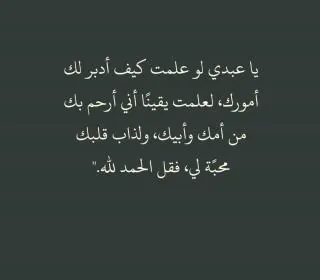 يا عبدي لو علمت كيف أدبر لك
أمورك، لعلمت يقينًا أني أرحم بك
من أمك وأبيك، ولذاب قلبك
محبًة لي، فقل الحمد لله."